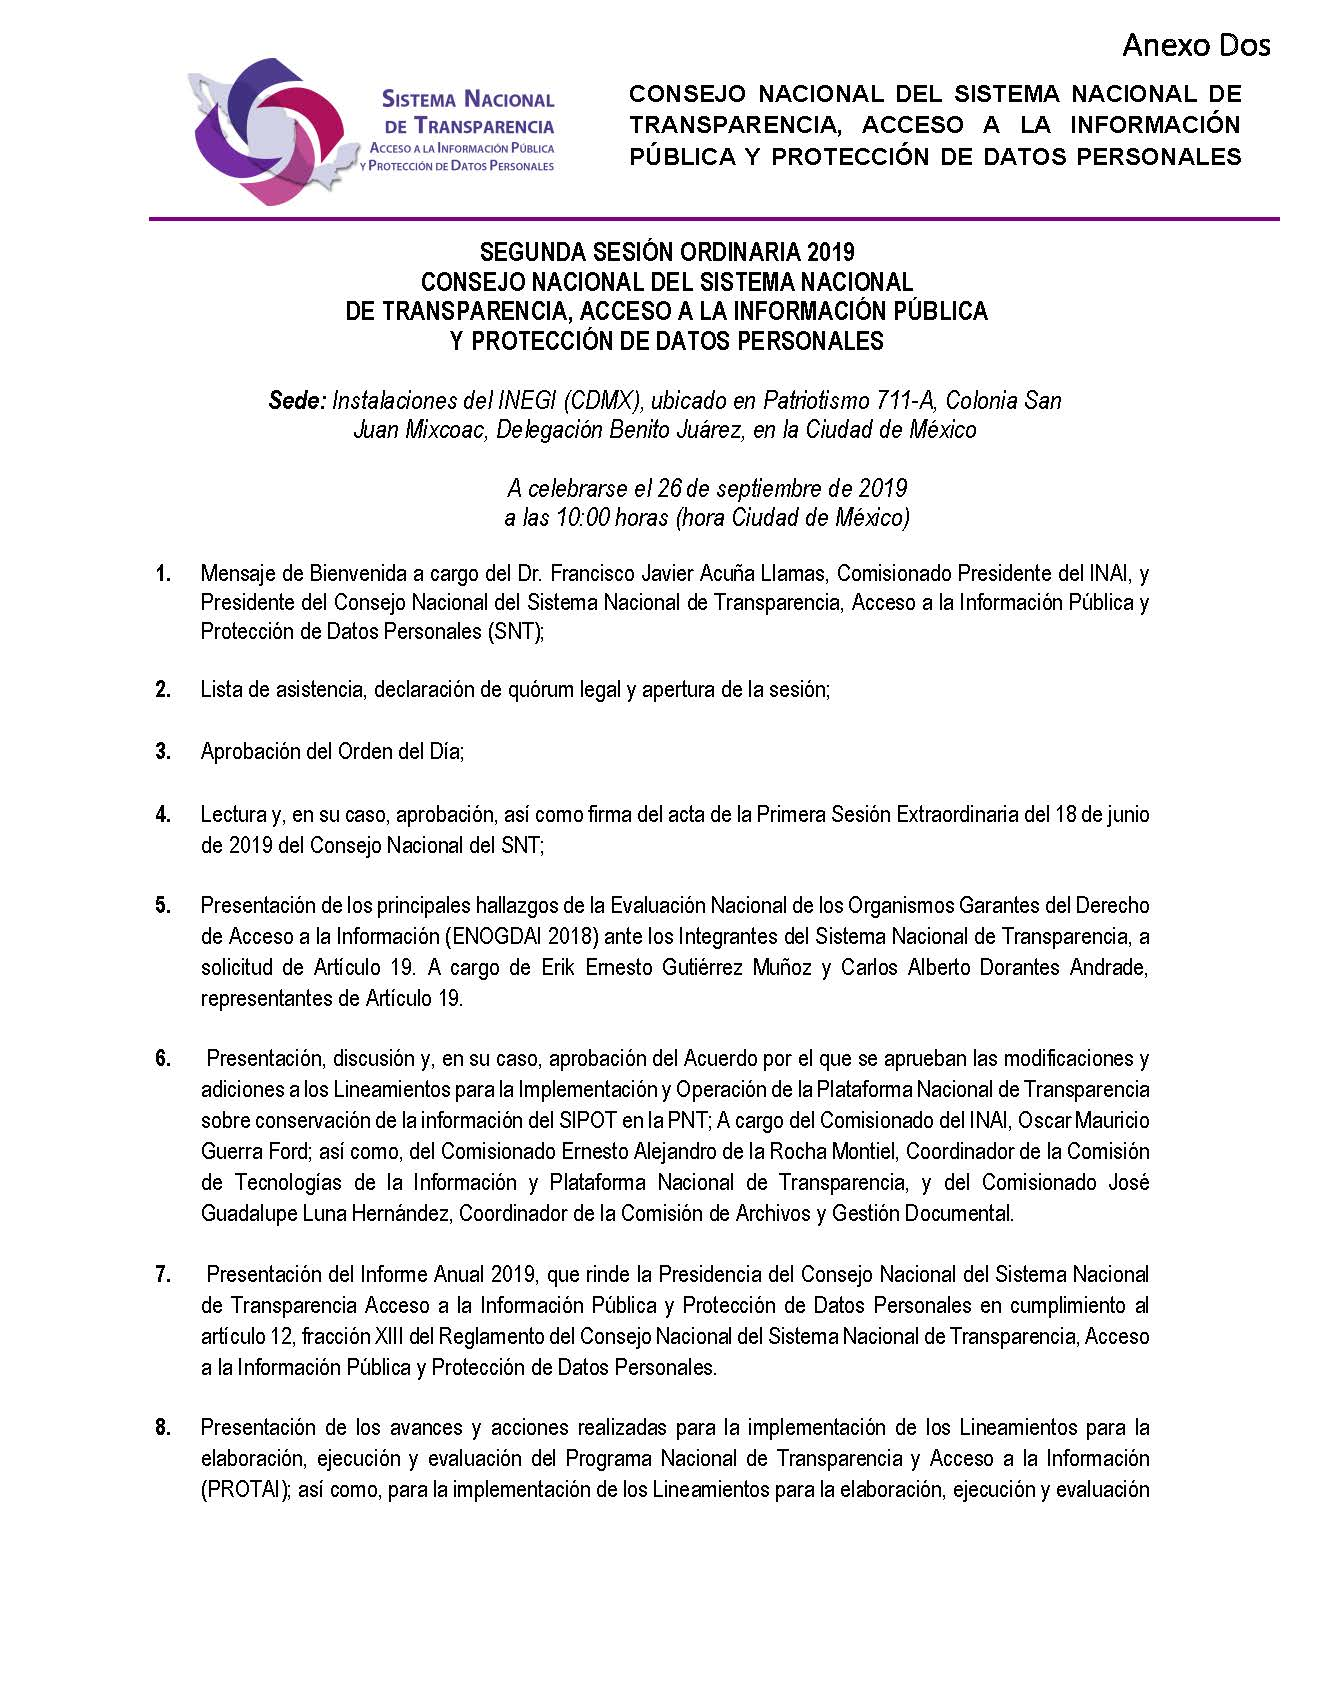 Anexo Dos
SISTEMA NACIONAL
DE TRANSPARENCIA
ACCESO A LA INFORMACIÓN PÚBLICA
Y PROTECCIÓN DE DATOS PERSONALES
CONSEJO NACIONAL DEL SISTEMA NACIONAL DE
TRANSPARENCIA, ACCESO A LA INFORMACIÓN
PÚBLICA Y PROTECCIÓN DE DATOS PERSONALES
SEGUNDA SESIÓN ORDINARIA 2019
CONSEJO NACIONAL DEL SISTEMA NACIONAL
DE TRANSPARENCIA, ACCESO A LA INFORMACIÓN PÚBLICA
Y PROTECCIÓN DE DATOS PERSONALES
Sede: Instalaciones del INEGI (CDMX), ubicado en Patriotismo 711-A, Colonia San
Juan Mixcoac, Delegación Benito Juárez, en la Ciudad de México
A celebrarse el 26 de septiembre de 2019
a las 10:00 horas (hora Ciudad de México)
1. Mensaje de Bienvenida a cargo del Dr. Francisco Javier Acuña Llamas, Comisionado Presidente del INAI, y
Presidente del Consejo Nacional del Sistema Nacional de Transparencia, Acceso a la Información Pública y
Protección de Datos Personales (SNT);
2. Lista de asistencia, declaración de quórum legal y apertura de la sesión;
3. Aprobación del Orden del Día;
4. Lectura y, en su caso, aprobación, así como firma del acta de la Primera Sesión Extraordinaria del 18 de junio
de 2019 del Consejo Nacional del SNT;
5. Presentación de los principales hallazgos de la Evaluación Nacional de los Organismos Garantes del Derecho
de Acceso a la Información (ENOGDAI 2018) ante los Integrantes del Sistema Nacional de Transparencia, a
solicitud de Artículo 19. A cargo de Erik Ernesto Gutiérrez Muñoz y Carlos Alberto Dorantes Andrade,
representantes de Artículo 19.
6. Presentación, discusión y, en su caso, aprobación del Acuerdo por el que se aprueban las modificaciones y
adiciones a los Lineamientos para la Implementación y Operación de la Plataforma Nacional de Transparencia
sobre conservación de la información del SIPOT en la PNT; A cargo del Comisionado del INAI, Oscar Mauricio
Guerra Ford; así como, del Comisionado Ernesto Alejandro de la Rocha Montiel, Coordinador de la Comisión
de Tecnologías de la Información y Plataforma Nacional de Transparencia, y del Comisionado José
Guadalupe Luna Hernández, Coordinador de la Comisión de Archivos y Gestión Documental.
7. Presentación del Informe Anual 2019, que rinde la Presidencia del Consejo Nacional del Sistema Nacional
de Transparencia Acceso a la Información Pública y Protección de Datos Personales en cumplimiento al
artículo 12, fracción XIII del Reglamento del Consejo Nacional del Sistema Nacional de Transparencia, Acceso
a la Información Pública y Protección de Datos Personales.
8. Presentación de los avances y acciones realizadas para la implementación de los Lineamientos para la
elaboración, ejecución y evaluación del Programa Nacional de Transparencia y Acceso a la Información
(PROTAI); así como, para la implementación de los Lineamientos para la elaboración, ejecución y evaluación